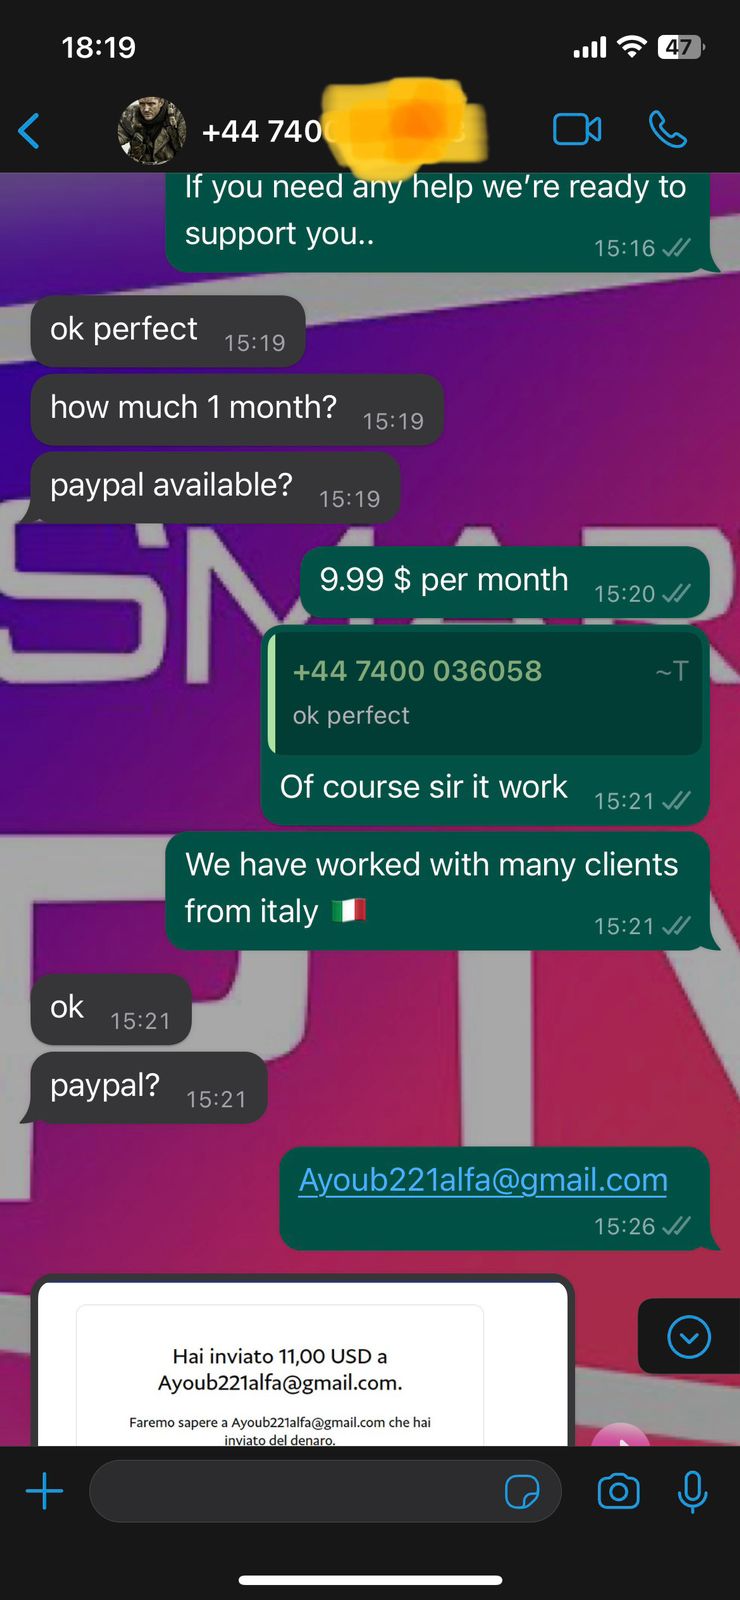 18:19
47
+44 740
If you need any help we're ready to
support you..
15:16
ok perfect
15:19
how much 1 month?
15:19
paypal available?
15:19
SMAR
9.99 $ per month
15:20
+44 7400 036058
~T
ok perfect
Of course sir it work
15:21
We have worked with many clients
from italy 🇮🇹
15:21
ok
15:21
paypal?
15:21
Ayoub221alfa@gmail.com
15:26
Hai inviato 11,00 USD a
Ayoub221alfa@gmail.com.
Faremo sapere a Ayoub221alfa@gmail.com che hai
inviato del denaro.